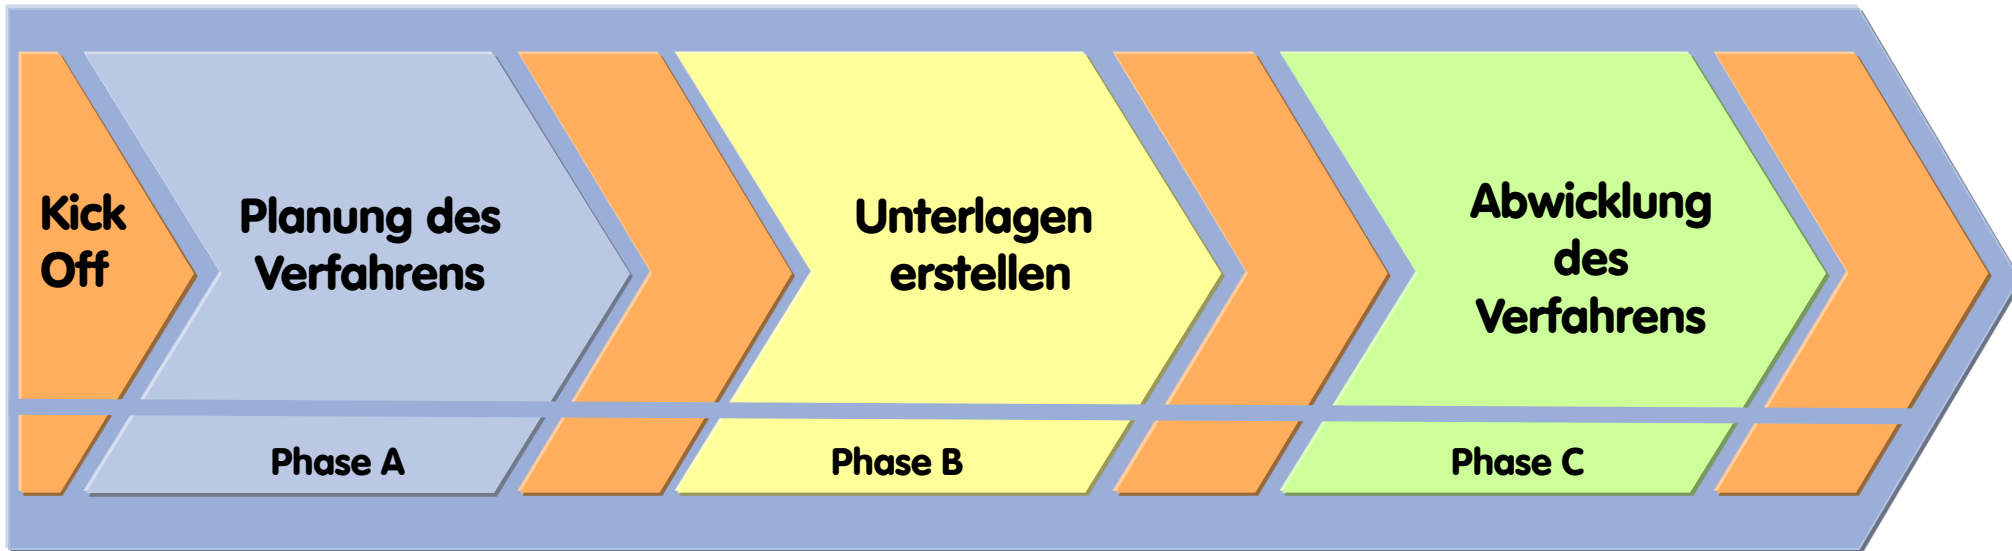 Kick
Off
Planung des
Verfahrens
Unterlagen
erstellen
Abwicklung
des
Verfahrens
Phase A
Phase B
Phase C